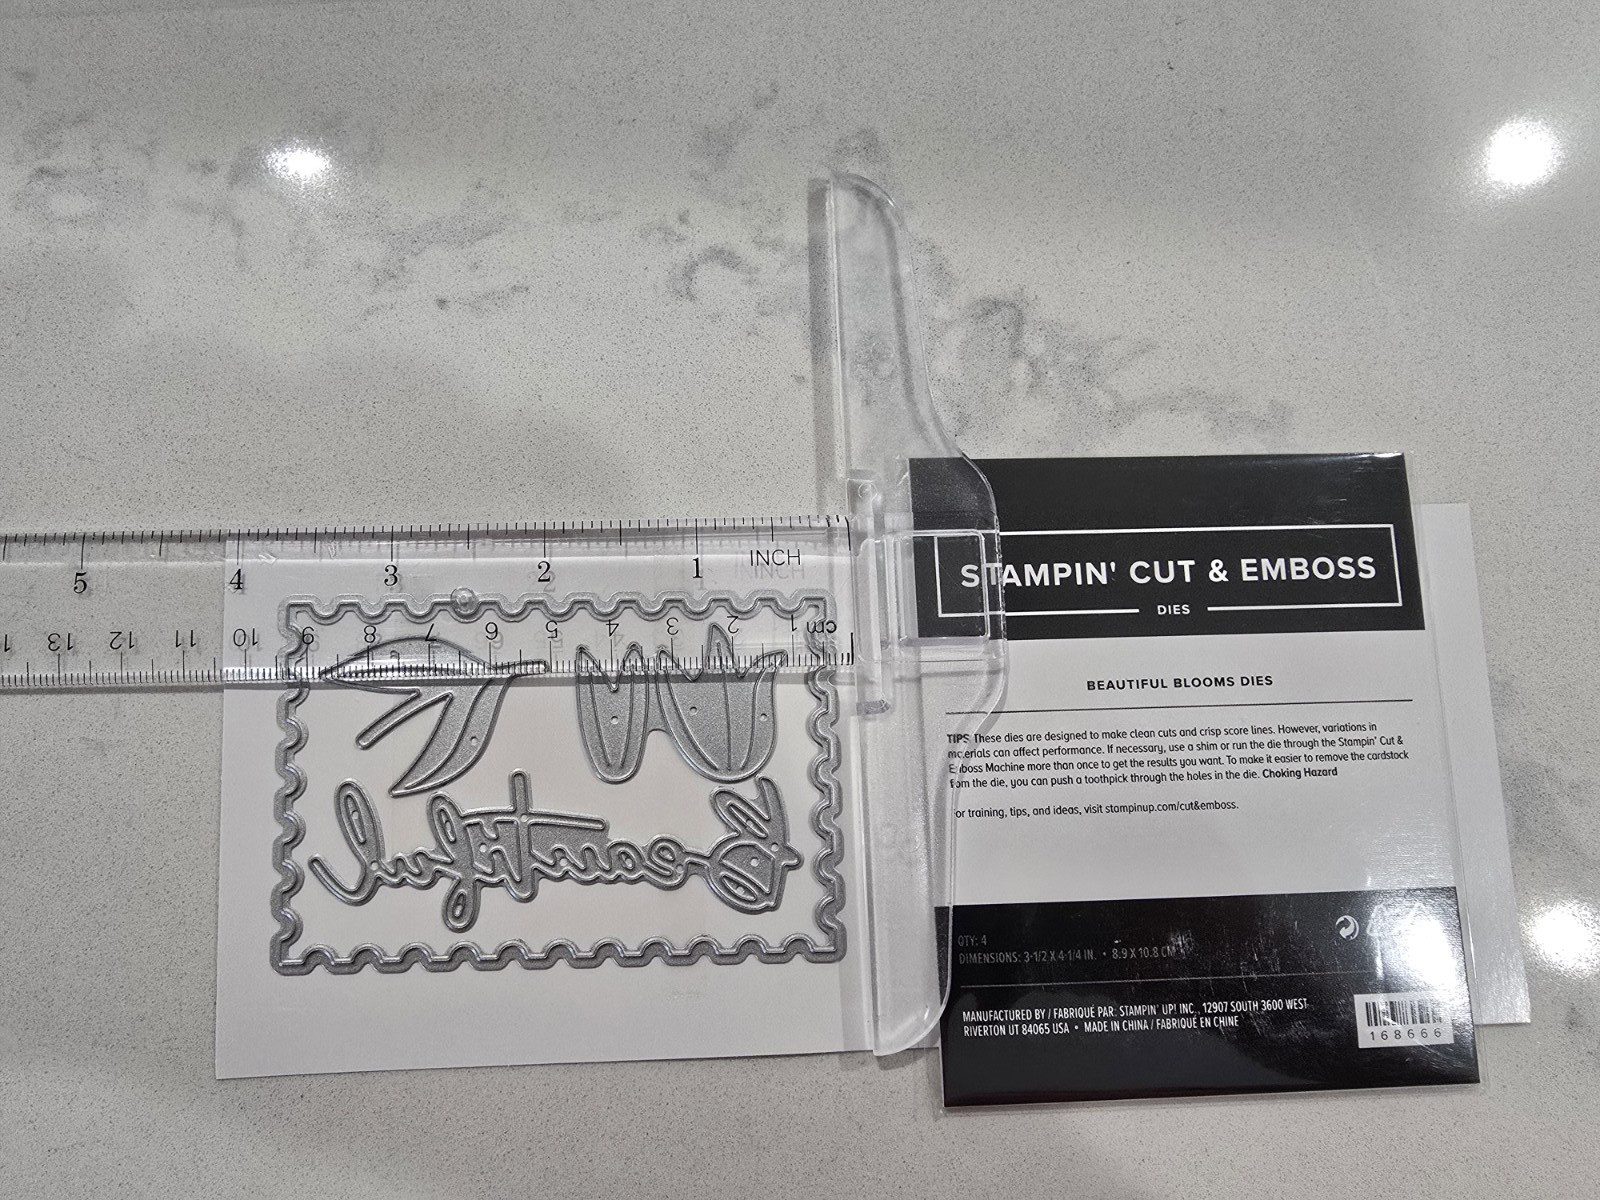 5 4 3 2 1 INCH
13 12 11 10 9 8 7 6 5 4 3 2 1 cm
Beautiful
STAMPIN' CUT & EMBOSS
DIES
BEAUTIFUL BLOOMS DIES
TIPS These dies are designed to make clean cuts and crisp score lines. However, variations in
materials can affect performance. If necessary, use a shim or run the die through the Stampin' Cut &
Emboss Machine more than once to get the results you want. To make it easier to remove the cardstock
from the die, you can push a toothpick through the holes in the die. Choking Hazard
For training, tips, and ideas, visit stampinup.com/cut&emboss.
QTY: 4
DIMENSIONS: 3-1/2 X 4-1/4 IN. • 8.9 X 10.8 CM
MANUFACTURED BY / FABRIQUÉ PAR: STAMPIN' UP! INC., 12907 SOUTH 3600 WEST
RIVERTON UT 84065 USA • MADE IN CHINA / FABRIQUÉ EN CHINE
168666